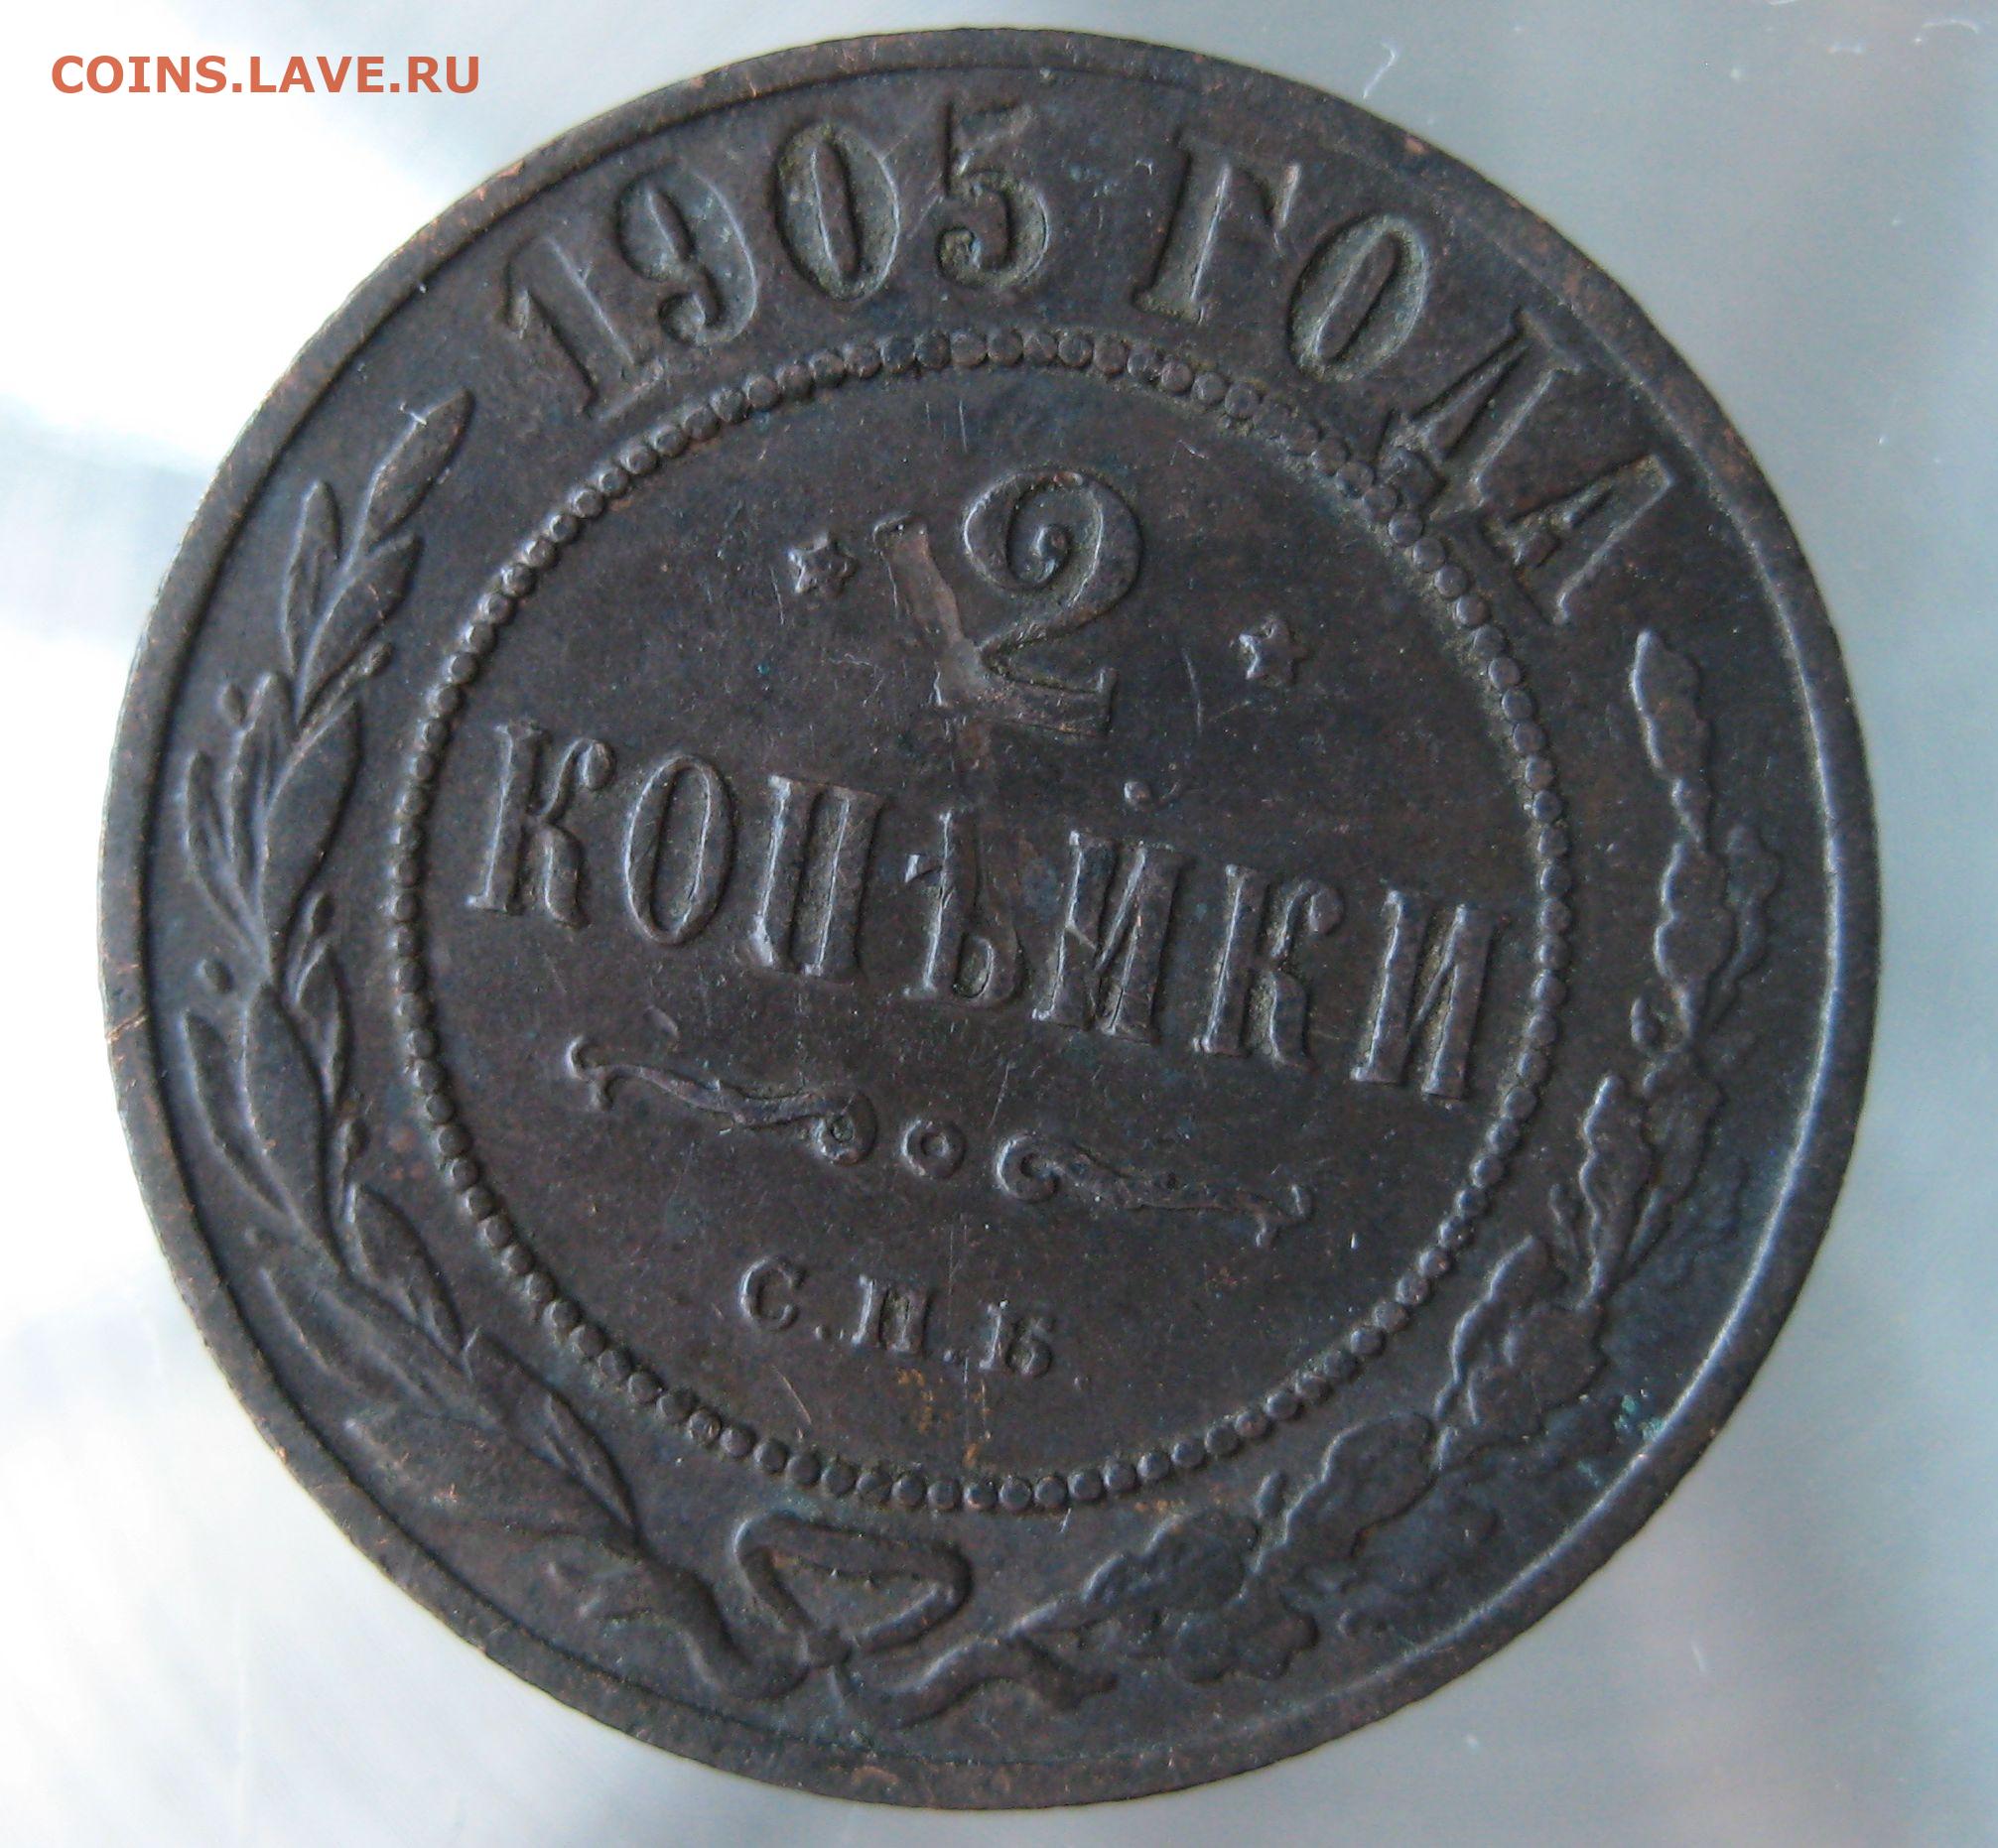 COINS.LAVE.RU
1905 ГОДА
2
КОПѢЙКИ
С.П.Б.